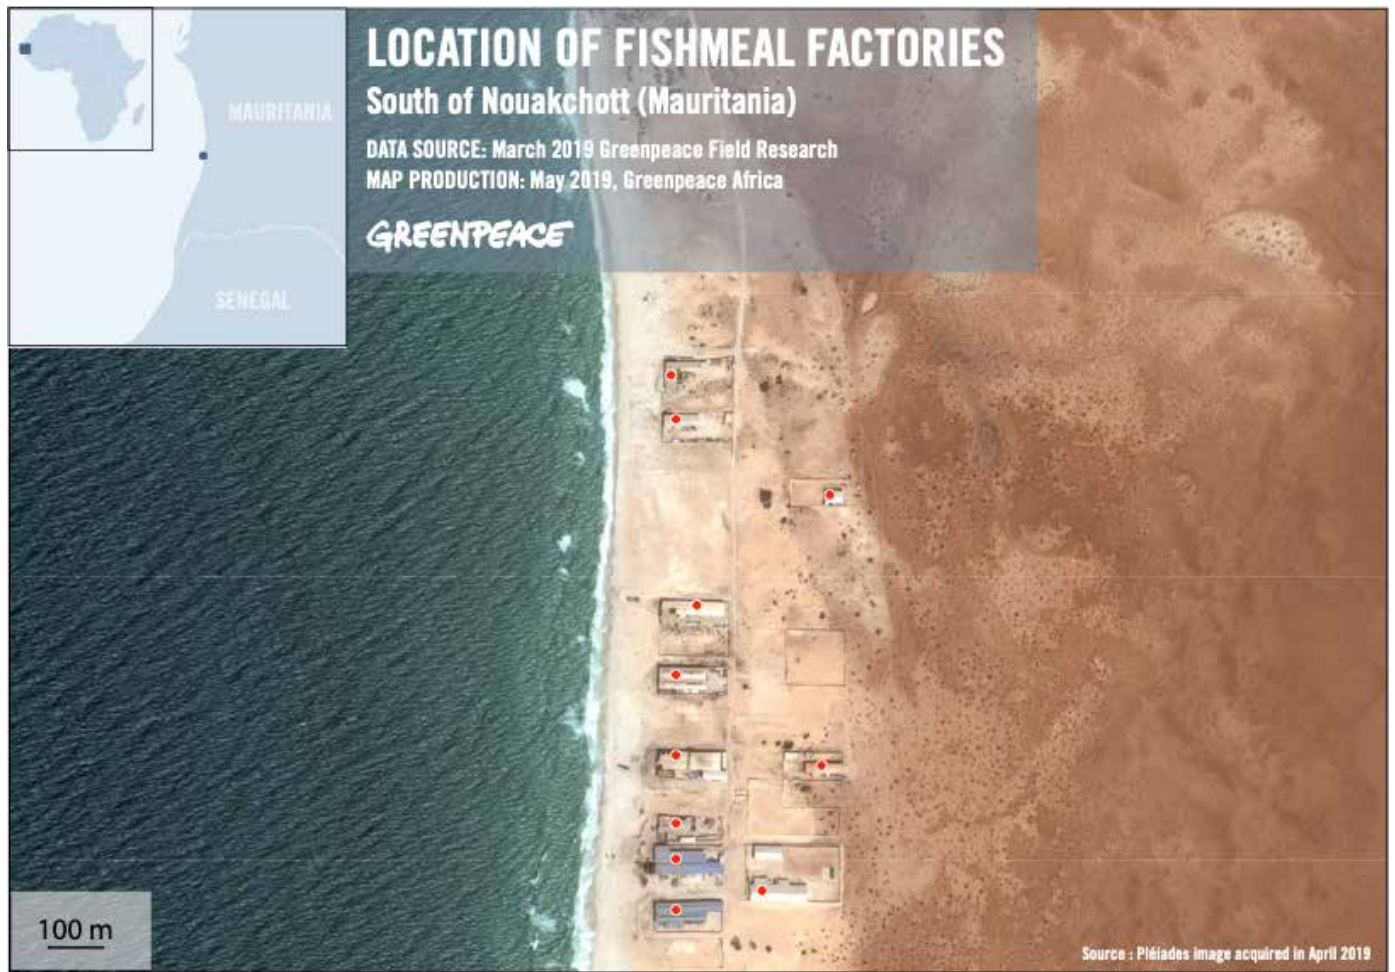 LOCATION OF FISHMEAL FACTORIES
South of Nouakchott (Mauritania)
DATA SOURCE: March 2019 Greenpeace Field Research
MAP PRODUCTION: May 2019, Greenpeace Africa
GREENPEACE
MAURITANIA
SENEGAL
100 m
Source : Pléiades image acquired in April 2019